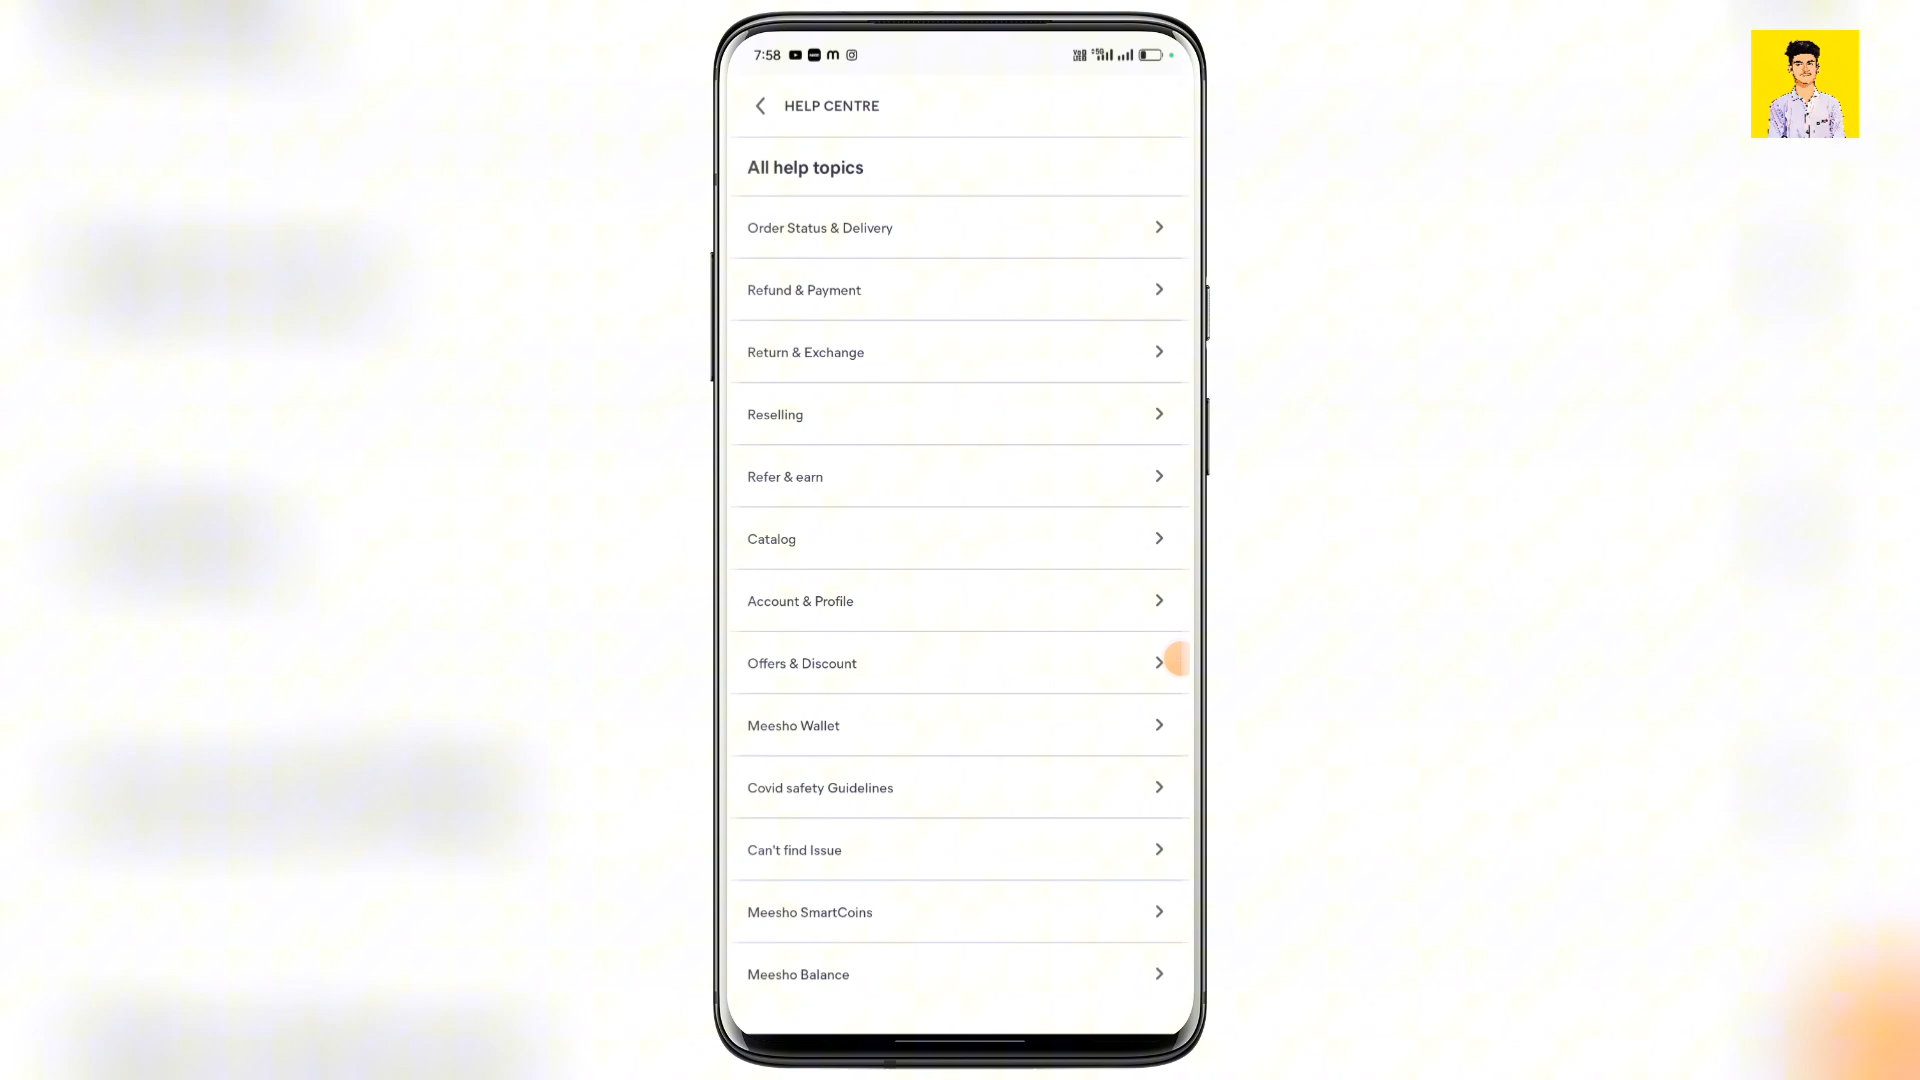 7:58
HELP CENTRE
All help topics
Order Status & Delivery
Refund & Payment
Return & Exchange
Reselling
Refer & earn
Catalog
Account & Profile
Offers & Discount
Meesho Wallet
Covid safety Guidelines
Can't find Issue
Meesho SmartCoins
Meesho Balance